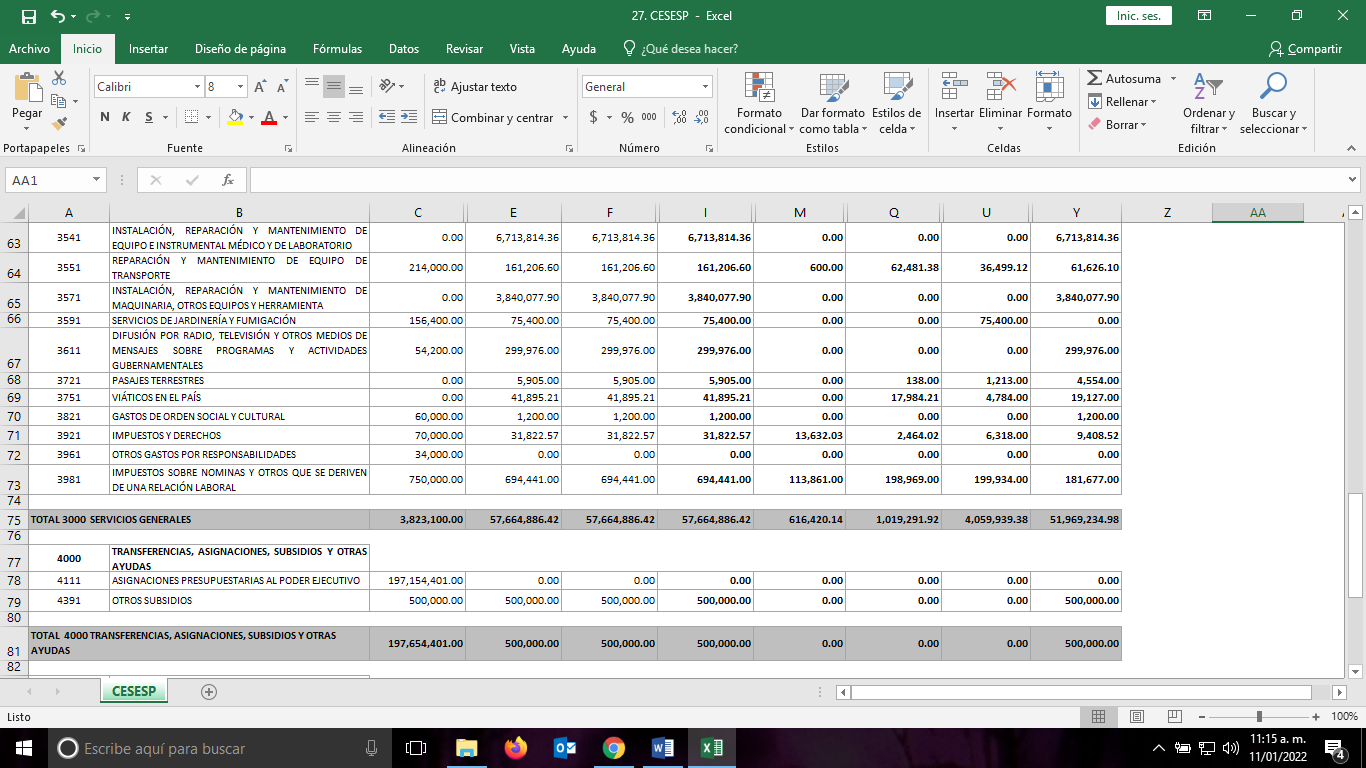 27. CESESP - Excel
Inic. ses.
Archivo Inicio Insertar Diseño de página Fórmulas Datos Revisar Vista Ayuda ¿Qué desea hacer? Compartir
Calibri 8 Ajustar texto General Autosuma
Pegar N K S Combinar y centrar $ % 000 Formato condicional Dar formato como tabla Estilos de celda Insertar Eliminar Formato Rellenar Borrar Ordenar y filtrar Buscar y seleccionar
Portapapeles Fuente Alineación Número Estilos Celdas Edición
AA1 fx
A B C E F I M Q U Y Z AA
63 3541 INSTALACIÓN, REPARACIÓN Y MANTENIMIENTO DE
EQUIPO E INSTRUMENTAL MÉDICO Y DE LABORATORIO 0.00 6,713,814.36 6,713,814.36 6,713,814.36 0.00 0.00 0.00 6,713,814.36
64 3551 REPARACIÓN Y MANTENIMIENTO DE EQUIPO DE
TRANSPORTE 214,000.00 161,206.60 161,206.60 161,206.60 600.00 62,481.38 36,499.12 61,626.10
65 3571 INSTALACIÓN, REPARACIÓN Y MANTENIMIENTO DE
MAQUINARIA, OTROS EQUIPOS Y HERRAMIENTA 0.00 3,840,077.90 3,840,077.90 3,840,077.90 0.00 0.00 0.00 3,840,077.90
66 3591 SERVICIOS DE JARDINERÍA Y FUMIGACIÓN 156,400.00 75,400.00 75,400.00 75,400.00 0.00 0.00 75,400.00 0.00
67 3611 DIFUSIÓN POR RADIO, TELEVISIÓN Y OTROS MEDIOS DE
MENSAJES SOBRE PROGRAMAS Y ACTIVIDADES
GUBERNAMENTALES 54,200.00 299,976.00 299,976.00 299,976.00 0.00 0.00 0.00 299,976.00
68 3721 PASAJES TERRESTRES 0.00 5,905.00 5,905.00 5,905.00 0.00 138.00 1,213.00 4,554.00
69 3751 VIÁTICOS EN EL PAÍS 0.00 41,895.21 41,895.21 41,895.21 0.00 17,984.21 4,784.00 19,127.00
70 3821 GASTOS DE ORDEN SOCIAL Y CULTURAL 60,000.00 1,200.00 1,200.00 1,200.00 0.00 0.00 0.00 1,200.00
71 3921 IMPUESTOS Y DERECHOS 70,000.00 31,822.57 31,822.57 31,822.57 13,632.03 2,464.02 6,318.00 9,408.52
72 3961 OTROS GASTOS POR RESPONSABILIDADES 34,000.00 0.00 0.00 0.00 0.00 0.00 0.00 0.00
73 3981 IMPUESTOS SOBRE NOMINAS Y OTROS QUE SE DERIVEN
DE UNA RELACIÓN LABORAL 750,000.00 694,441.00 694,441.00 694,441.00 113,861.00 198,969.00 199,934.00 181,677.00
74
75 TOTAL 3000 SERVICIOS GENERALES 3,823,100.00 57,664,886.42 57,664,886.42 57,664,886.42 616,420.14 1,019,291.92 4,059,939.38 51,969,234.98
76
77 4000 TRANSFERENCIAS, ASIGNACIONES, SUBSIDIOS Y OTRAS
AYUDAS
78 4111 ASIGNACIONES PRESUPUESTARIAS AL PODER EJECUTIVO 197,154,401.00 0.00 0.00 0.00 0.00 0.00 0.00 0.00
79 4391 OTROS SUBSIDIOS 500,000.00 500,000.00 500,000.00 500,000.00 0.00 0.00 0.00 500,000.00
80
81 TOTAL 4000 TRANSFERENCIAS, ASIGNACIONES, SUBSIDIOS Y OTRAS
AYUDAS 197,654,401.00 500,000.00 500,000.00 500,000.00 0.00 0.00 0.00 500,000.00
82
CESESP
Listo 100%
Escribe aquí para buscar
11:15 a. m.
11/01/2022
4